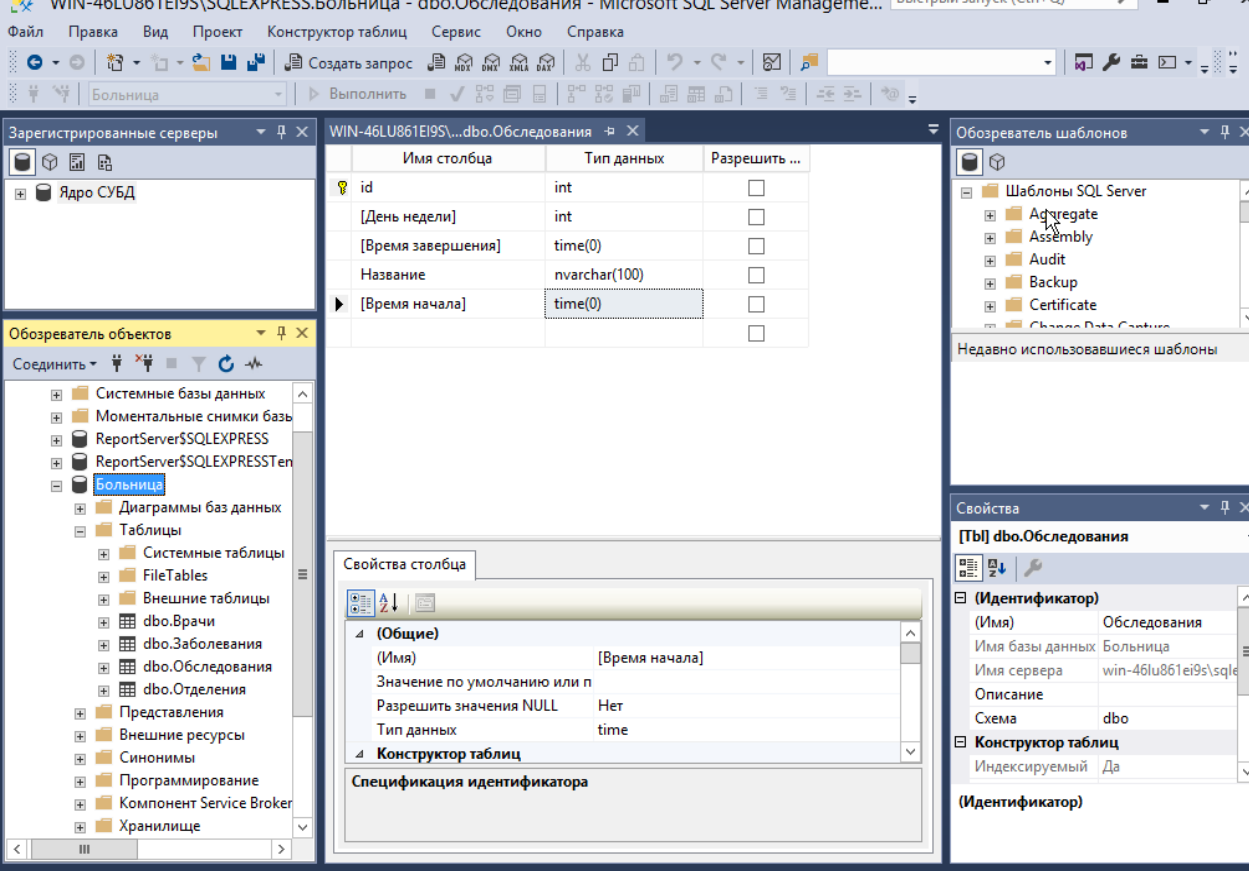 WIN-46LU861EI9S\SQLEXPRESS.Больница - dbo.Обследования - Microsoft SQL Server Manageme...
Файл Правка Вид Проект Конструктор таблиц Сервис Окно Справка
Создать запрос MDX DMX XMLA DAX
Больница Выполнить
Зарегистрированные серверы
Ядро СУБД
Обозреватель объектов
Соединить
Системные базы данных
Моментальные снимки базы
ReportServer$SQLEXPRESS
ReportServer$SQLEXPRESSTen
Больница
Диаграммы баз данных
Таблицы
Системные таблицы
FileTables
Внешние таблицы
dbo.Врачи
dbo.Заболевания
dbo.Обследования
dbo.Отделения
Представления
Внешние ресурсы
Синонимы
Программирование
Компонент Service Broker
Хранилище
WIN-46LU861EI9S\...dbo.Обследования
Имя столбца Тип данных Разрешить ...
id int
[День недели] int
[Время завершения] time(0)
Название nvarchar(100)
[Время начала] time(0)
Свойства столбца
(Общие)
(Имя) [Время начала]
Значение по умолчанию или п
Разрешить значения NULL Нет
Тип данных time
Конструктор таблиц
Спецификация идентификатора
Обозреватель шаблонов
Шаблоны SQL Server
Aggregate
Assembly
Audit
Backup
Certificate
Change Data Capture
Недавно использовавшиеся шаблоны
Свойства
[Tbl] dbo.Обследования
(Идентификатор)
(Имя) Обследования
Имя базы данных Больница
Имя сервера win-46lu861ei9s\sqle
Описание
Схема dbo
Конструктор таблиц
Индексируемый Да
(Идентификатор)